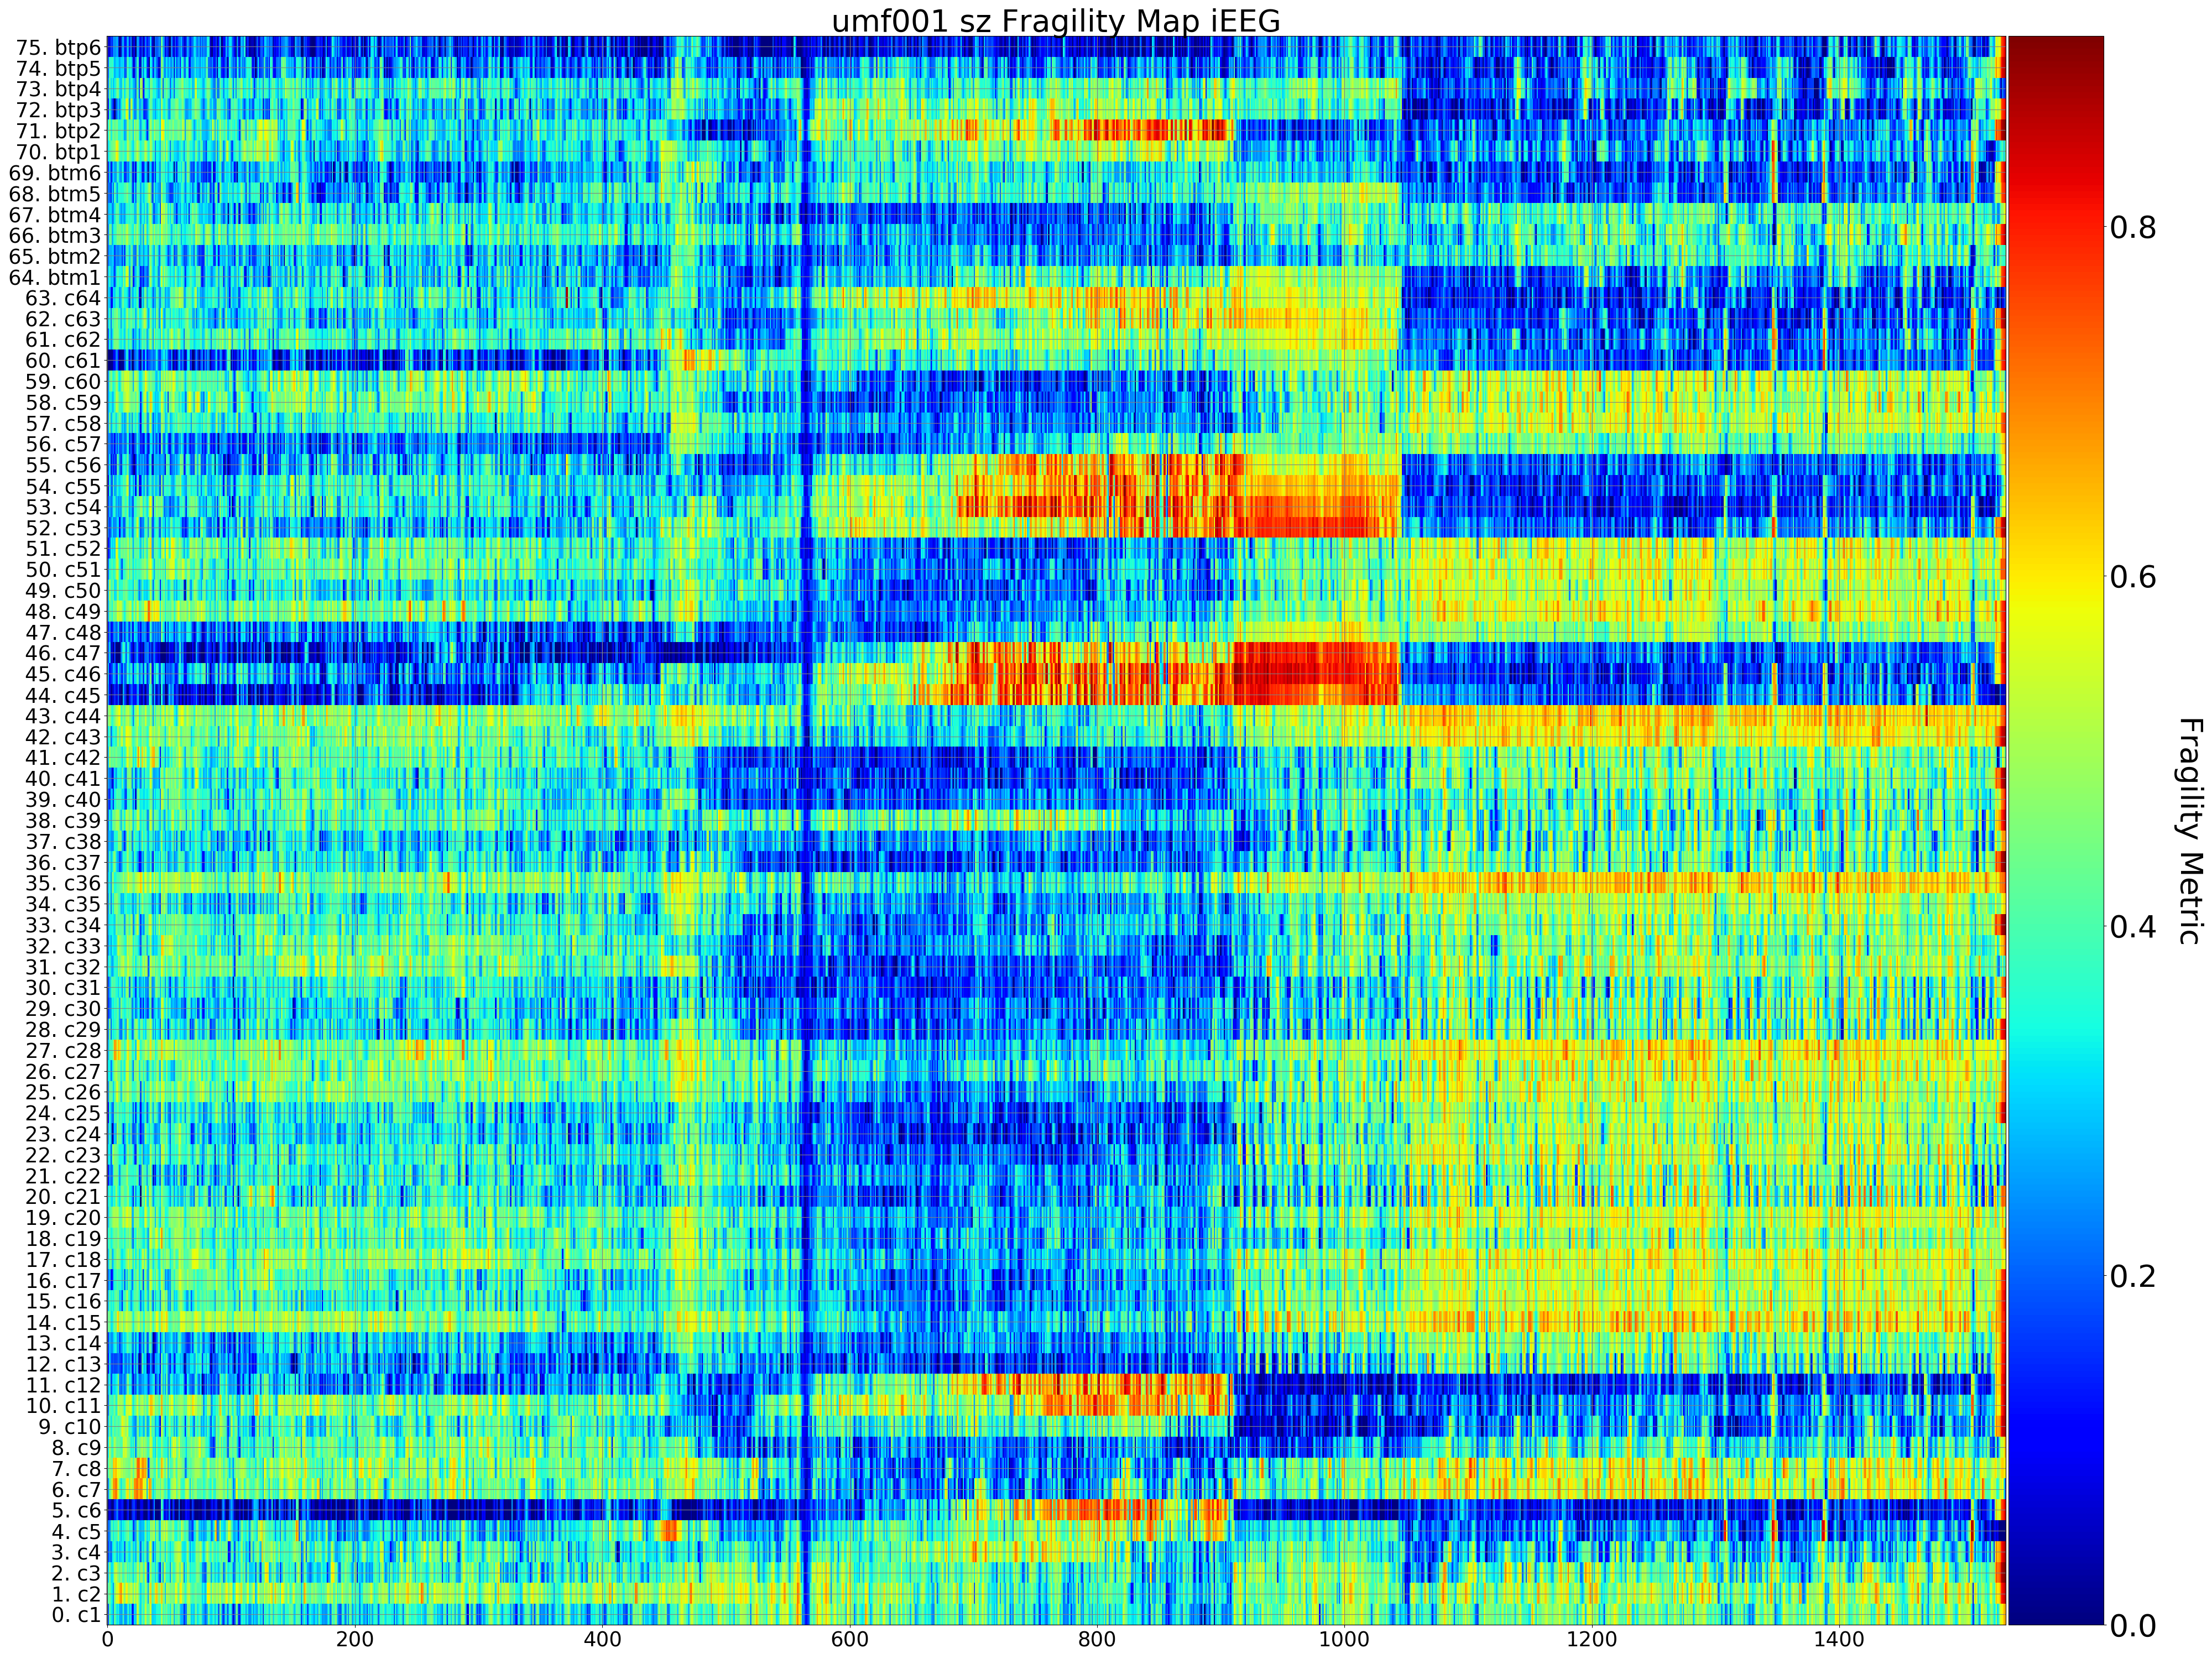 umf001 sz Fragility Map iEEG
75. btp6
74. btp5
73. btp4
72. btp3
71. btp2
70. btp1
69. btm6
68. btm5
67. btm4
66. btm3
65. btm2
64. btm1
63. c64
62. c63
61. c62
60. c61
59. c60
58. c59
57. c58
56. c57
55. c56
54. c55
53. c54
52. c53
51. c52
50. c51
49. c50
48. c49
47. c48
46. c47
45. c46
44. c45
43. c44
42. c43
41. c42
40. c41
39. c40
38. c39
37. c38
36. c37
35. c36
34. c35
33. c34
32. c33
31. c32
30. c31
29. c30
28. c29
27. c28
26. c27
25. c26
24. c25
23. c24
22. c23
21. c22
20. c21
19. c20
18. c19
17. c18
16. c17
15. c16
14. c15
13. c14
12. c13
11. c12
10. c11
9. c10
8. c9
7. c8
6. c7
5. c6
4. c5
3. c4
2. c3
1. c2
0. c1
0 200 400 600 800 1000 1200 1400
0.8
0.6
0.4
0.2
0.0
Fragility Metric